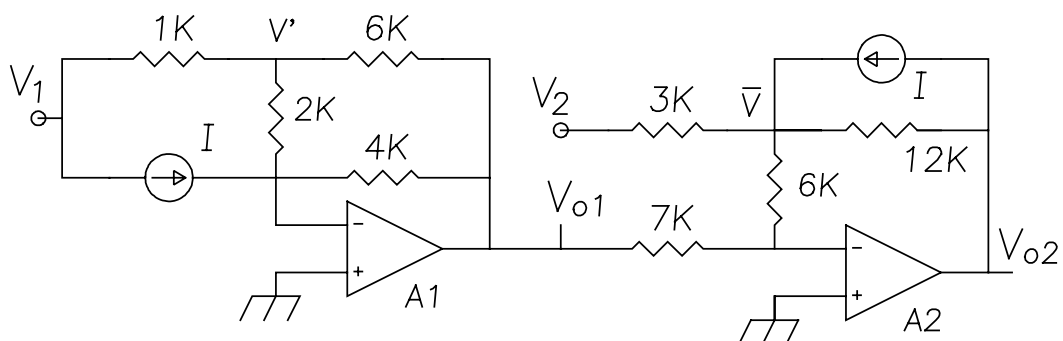 1K
V'
6K
V1
2K
I
4K
−
+
A1
Vo1
V2
3K
V̅
I
12K
6K
7K
−
+
A2
Vo2